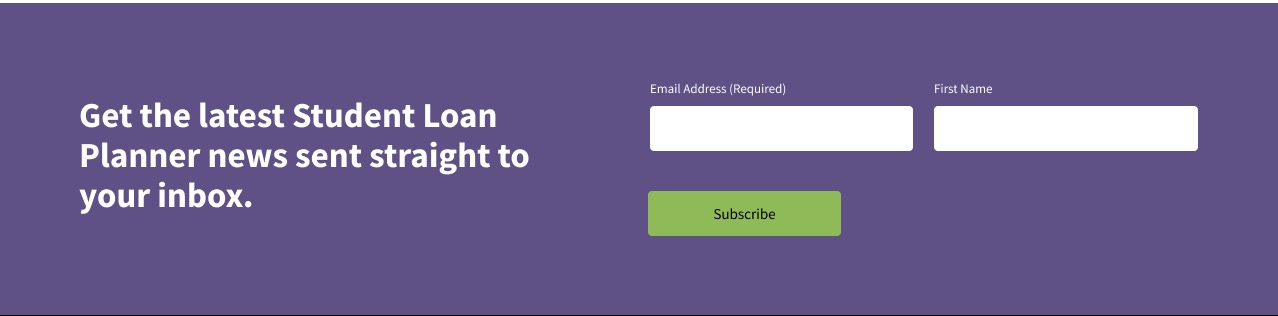 Get the latest Student Loan
Planner news sent straight to
your inbox.
Email Address (Required)
First Name
Subscribe